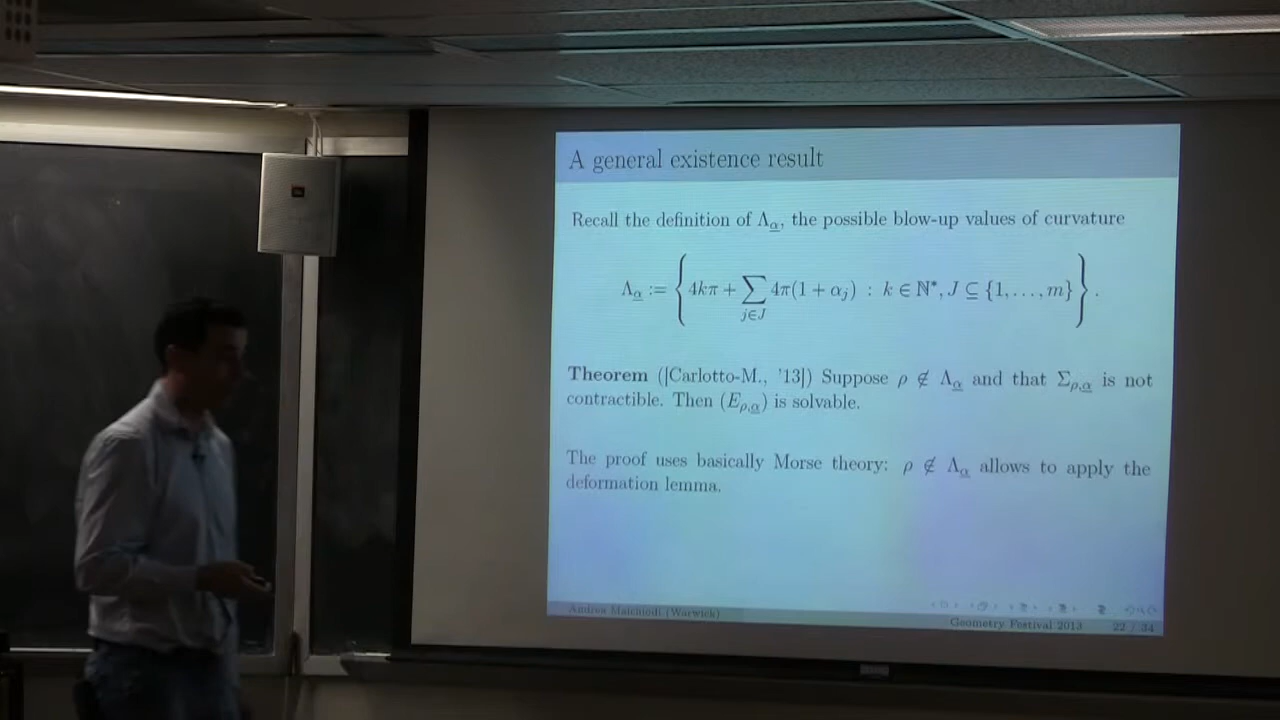 A general existence result
Recall the definition of Λ_α, the possible blow-up values of curvature
Λ_α := { 4kπ + ∑_{j∈J} 4π(1 + α_j) : k ∈ ℕ*, J ⊆ {1, . . . , m} } .
Theorem ([Carlotto-M., '13]) Suppose ρ ∉ Λ_α and that Σ_{ρ,α} is not
contractible. Then (E_{ρ,α}) is solvable.
The proof uses basically Morse theory: ρ ∉ Λ_α allows to apply the
deformation lemma.
Andrea Malchiodi (Warwick)
Geometry Festival 2013
22 / 34